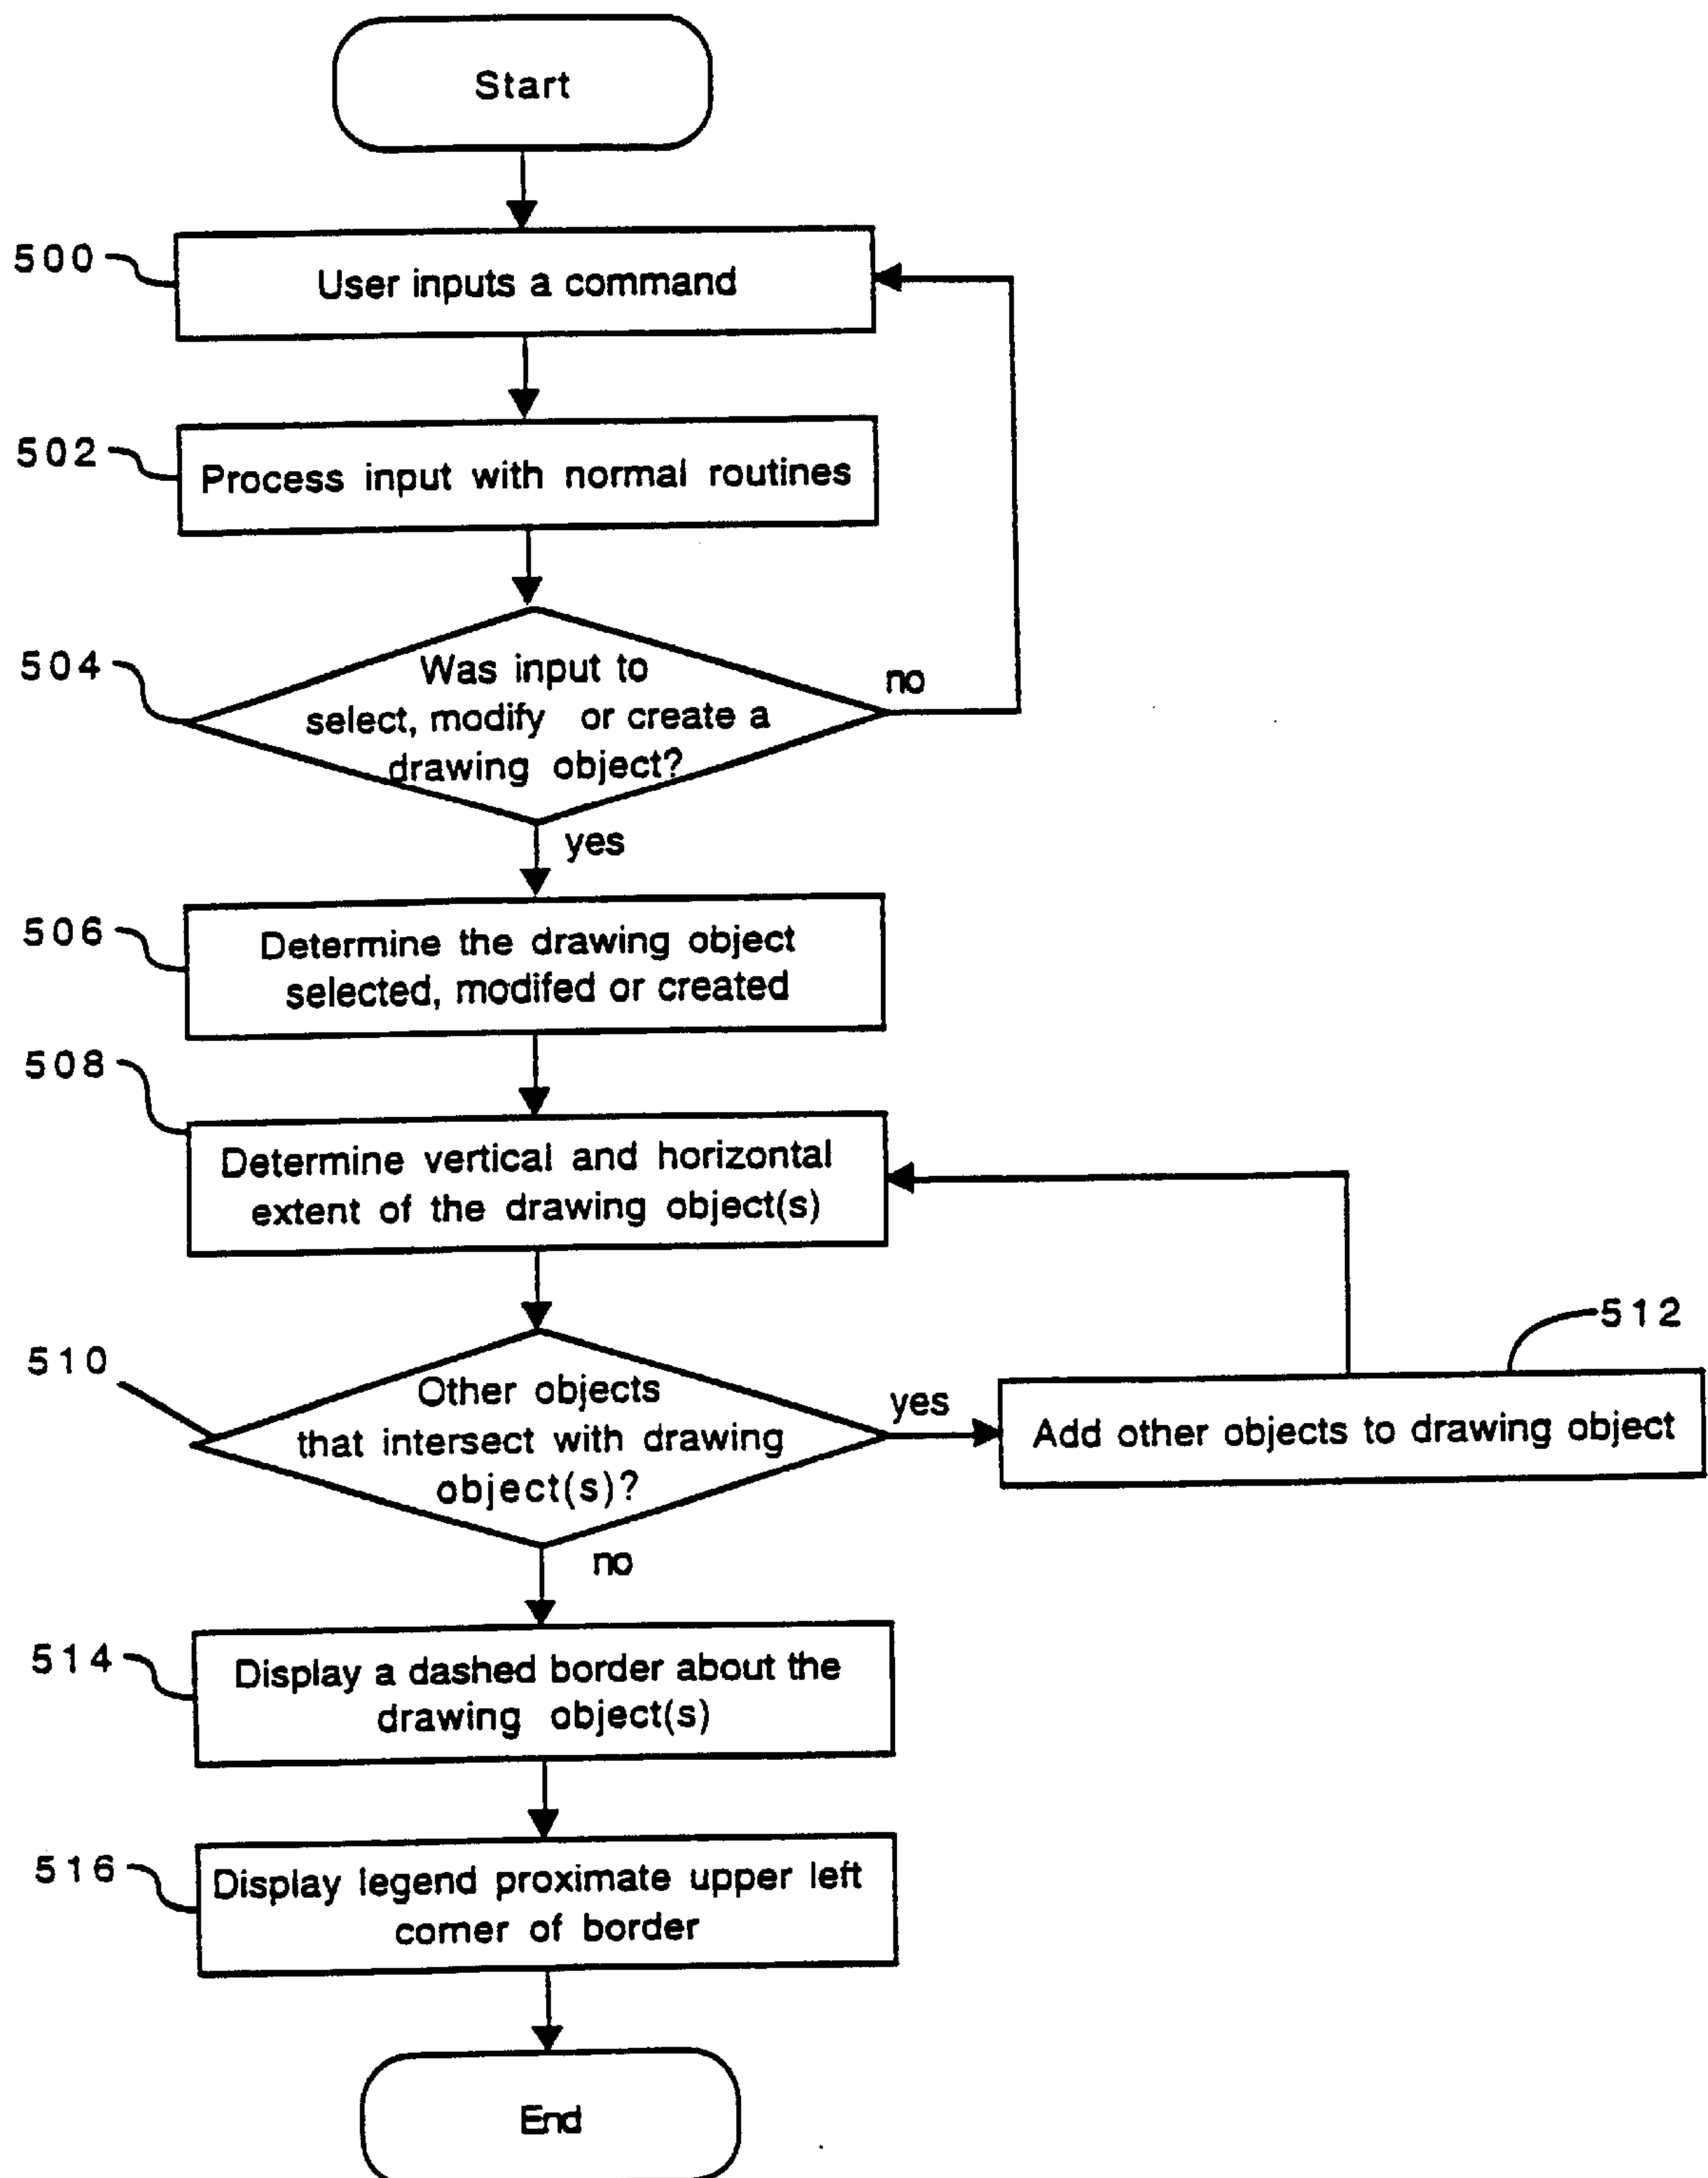 Start
500
User inputs a command
502
Process input with normal routines
504
Was input to
select, modify or create a
drawing object?
no
yes
506
Determine the drawing object
selected, modifed or created
508
Determine vertical and horizontal
extent of the drawing object(s)
510
Other objects
that intersect with drawing
object(s)?
yes
512
Add other objects to drawing object
no
514
Display a dashed border about the
drawing object(s)
516
Display legend proximate upper left
corner of border
End